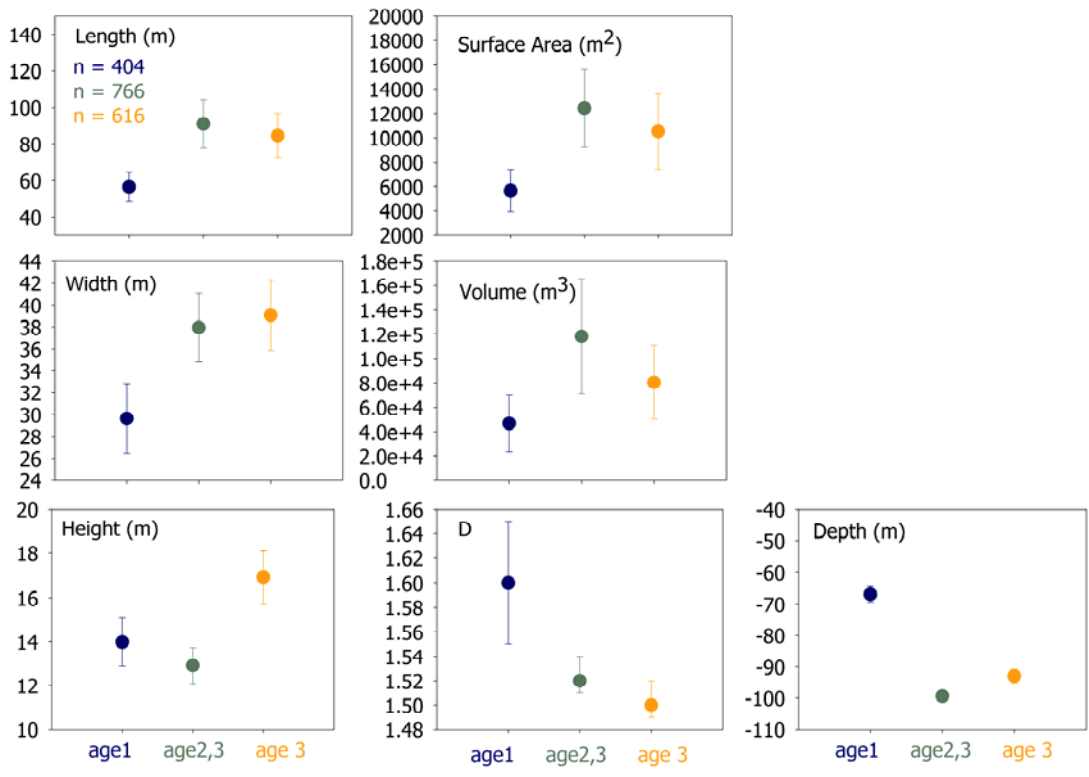 Length (m)
n = 404
n = 766
n = 616
140
120
100
80
60
40
Surface Area (m²)
20000
18000
16000
14000
12000
10000
8000
6000
4000
2000
Width (m)
44
42
40
38
36
34
32
30
28
26
24
Volume (m³)
1.8e+5
1.6e+5
1.4e+5
1.2e+5
1.0e+5
8.0e+4
6.0e+4
4.0e+4
2.0e+4
0.0
Height (m)
20
18
16
14
12
10
age1 age2,3 age 3
D
1.66
1.64
1.62
1.60
1.58
1.56
1.54
1.52
1.50
1.48
age1 age2,3 age 3
Depth (m)
-40
-50
-60
-70
-80
-90
-100
-110
age1 age2,3 age 3